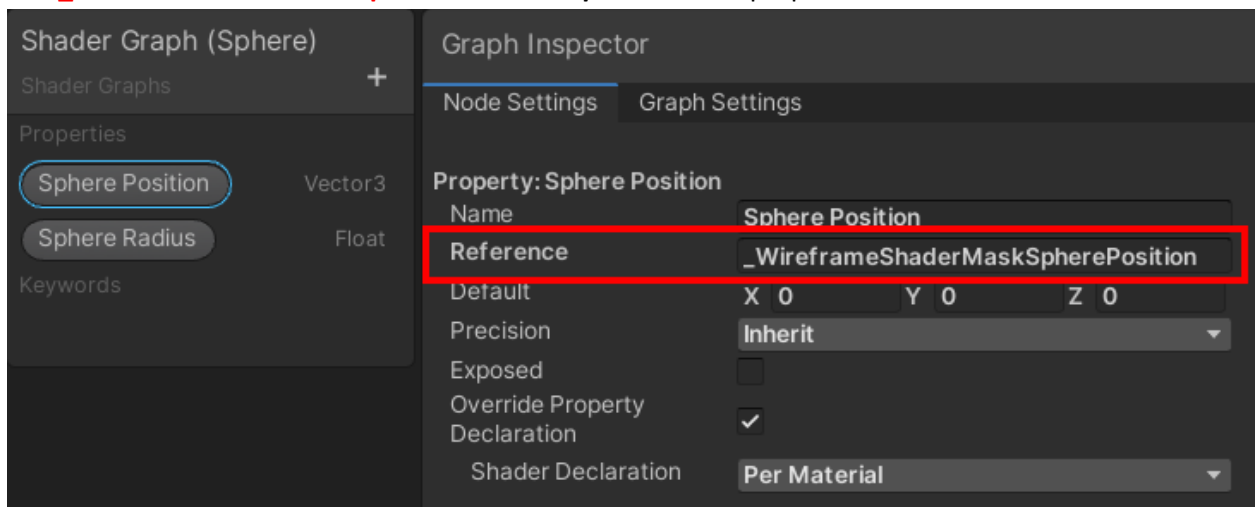 Shader Graph (Sphere)
Shader Graphs
+
Properties
Sphere Position Vector3
Sphere Radius Float
Keywords
Graph Inspector
Node Settings Graph Settings
Property: Sphere Position
Name Sphere Position
Reference _WireframeShaderMaskSpherePosition
Default X 0 Y 0 Z 0
Precision Inherit
Exposed
Override Property
Declaration
Shader Declaration Per Material